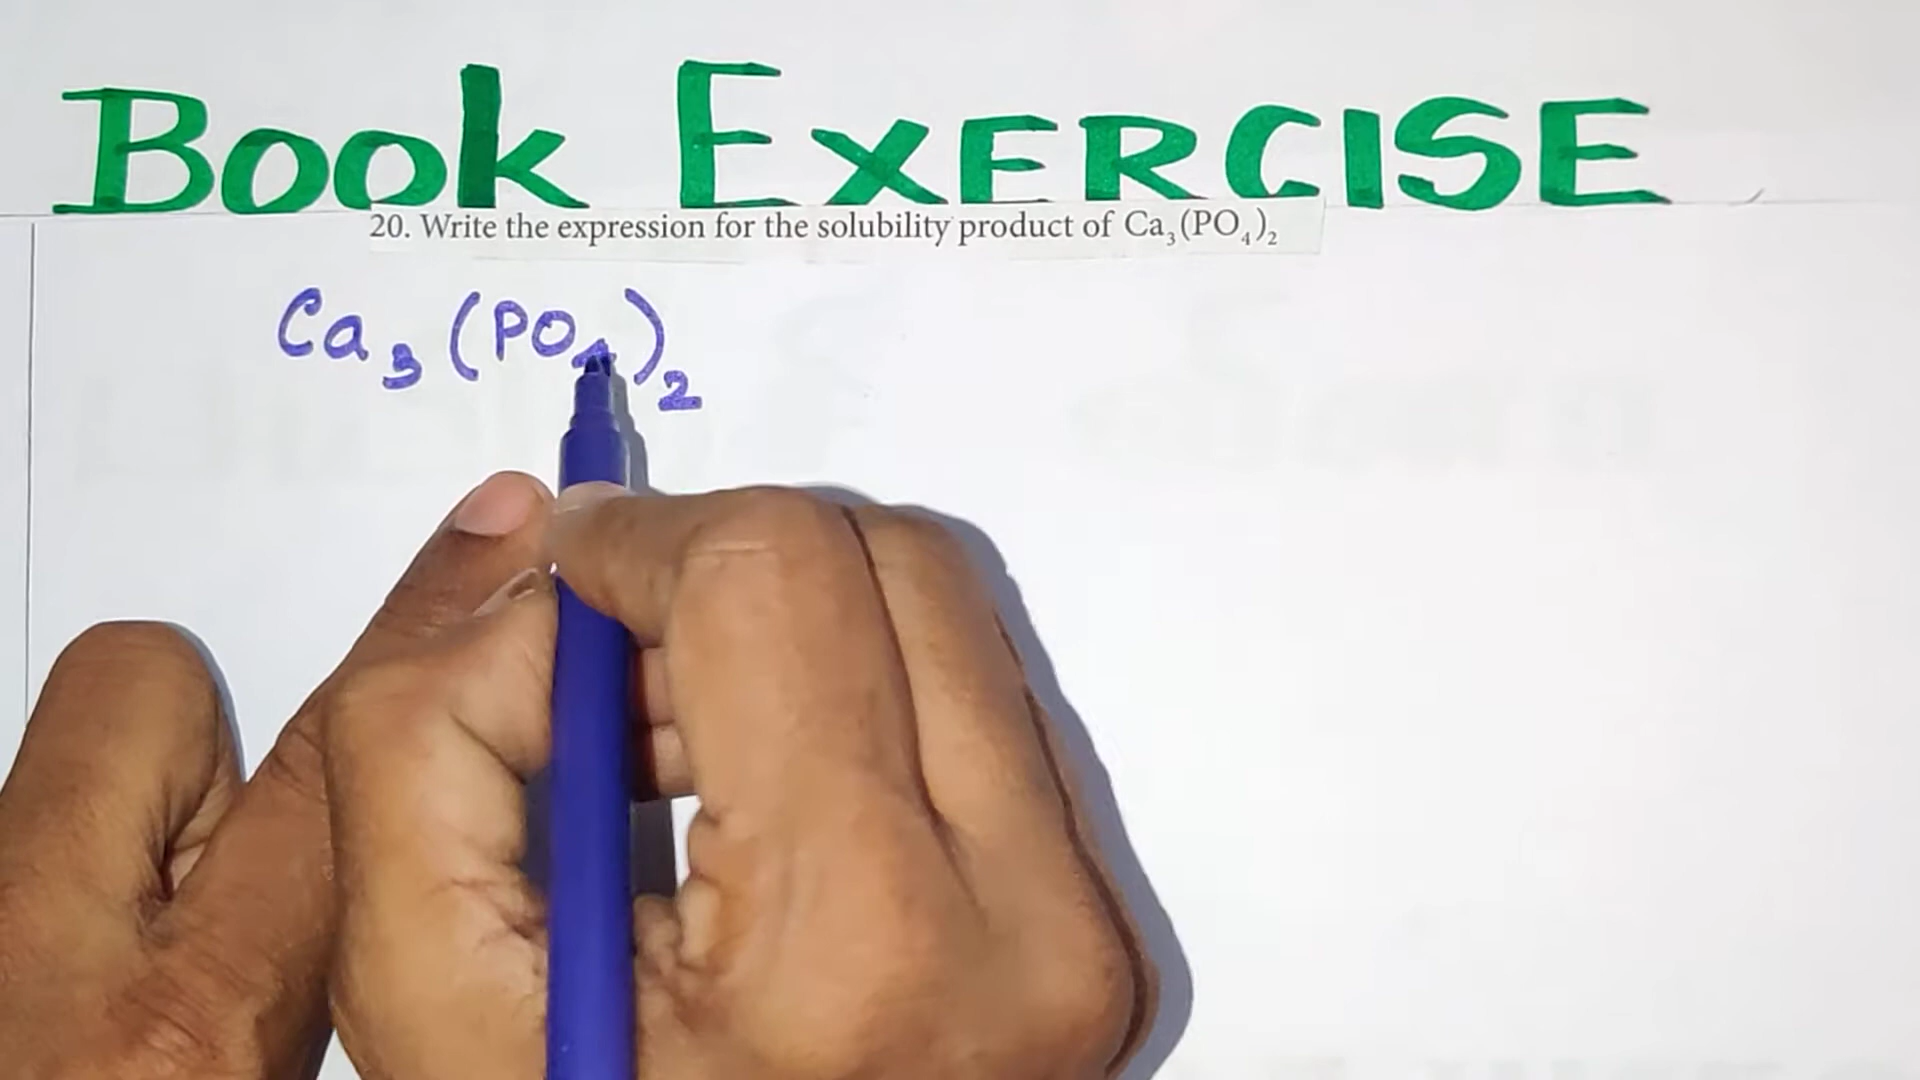 Book Exercise
20. Write the expression for the solubility product of Ca₃(PO₄)₂
Ca₃(PO₄)₂